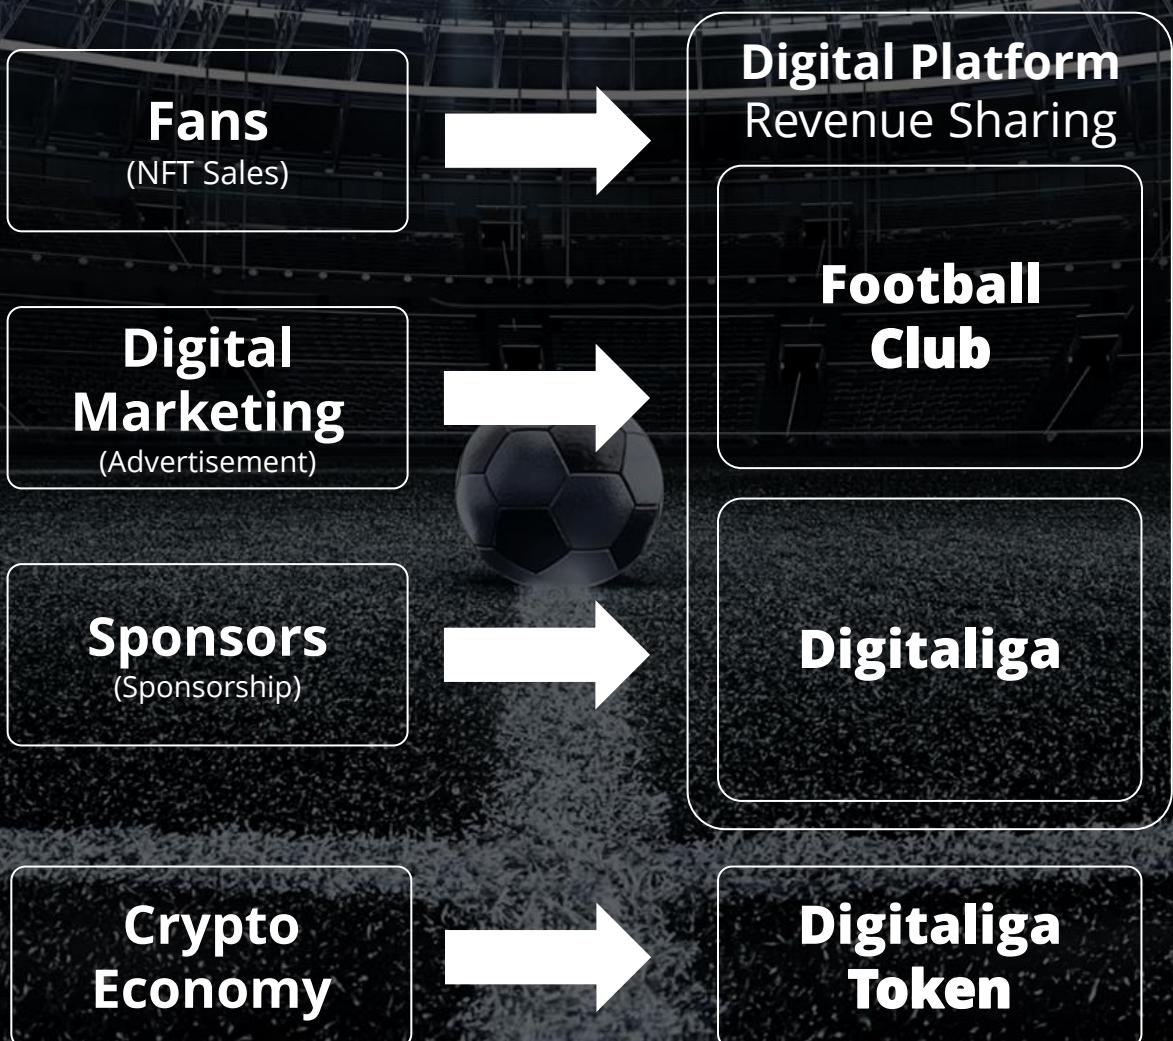 Fans
(NFT Sales)
Digital
Marketing
(Advertisement)
Sponsors
(Sponsorship)
Crypto
Economy
Digital Platform
Revenue Sharing
Football
Club
Digitaliga
Digitaliga
Token